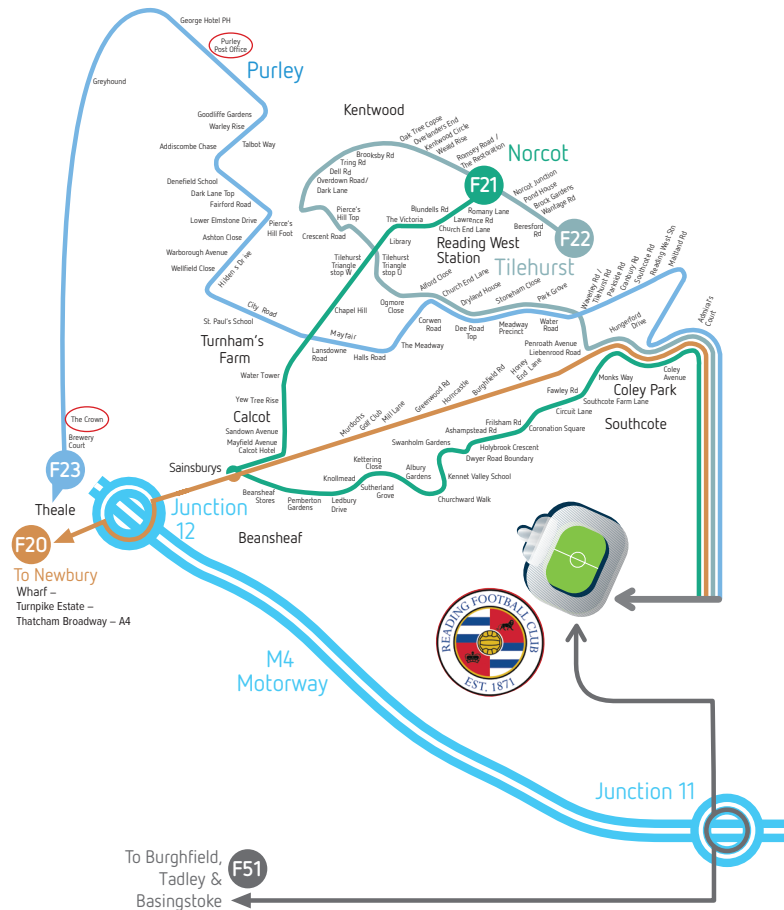 George Hotel PH
Purley
Post Office
Purley
Greyhound
Goodliffe Gardens
Warley Rise
Talbot Way
Addiscombe Chase
Denefield School
Dark Lane Top
Fairford Road
Lower Elmstone Drive
Ashton Close
Pierce's
Hill Foot
Warborough Avenue
Wellfield Close
Hilden's Drive
City Road
St. Paul's School
Turnham's
Farm
Mayfair
Lansdowne
Road
Halls Road
The Meadway
Corwen
Road
Dee Road
Top
Meadway
Precinct
Water
Road
Kentwood
Oak Tree Copse
Overlanders End
Kentwood Circle
Weald Rise
Romsey Road /
The Restoration
Norcot
F21
Brooksby Rd
Tring Rd
Dell Rd
Overdown Road/
Dark Lane
Pierce's
Hill Top
Crescent Road
Norcot Junction
Pond House
Brock Gardens
Wantage Rd
Beresford
Rd
F22
Tilehurst
Blundells Rd
The Victoria
Romany Lane
Lawrence Rd
Church End Lane
Reading West
Station
Library
Tilehurst
Triangle
stop W
Tilehurst
Triangle
stop U
Chapel Hill
Ogmore
Close
Alford Close
Church End Lane
Dryland House
Stoneham Close
Park Grove
Waverley Rd /
Tilehurst Rd
Parkside Rd
Cranbury Rd
Southcote Rd
Reading West Stn
Maitland Rd
Admiral's
Court
Hungerford
Drive
Penroath Avenue
Liebenrood Road
Coley
Avenue
Coley Park
Monks Way
Southcote Farm Lane
Southcote
Fawley Rd
Circuit Lane
Coronation Square
Frilsham Rd
Ashampstead Rd
Holybrook Crescent
Dwyer Road Boundary
Swanholm Gardens
Kennet Valley School
Churchward Walk
Albury
Gardens
Kettering
Close
Sutherland
Grove
Knollmead
Ledbury
Drive
Pemberton
Gardens
Beansheaf
Stores
Beansheaf
Murdochs
Golf Club
Mill Lane
Greenwood Rd
Horncastle
Burghfield Rd
Honey
End Lane
Water Tower
Yew Tree Rise
Calcot
Sandown Avenue
Mayfield Avenue
Calcot Hotel
Sainsburys
The Crown
Brewery
Court
F23
Theale
Junction
12
F20
To Newbury
Wharf –
Turnpike Estate –
Thatcham Broadway – A4
READING FOOTBALL CLUB
EST. 1871
M4
Motorway
Junction 11
To Burghfield,
Tadley &
Basingstoke
F51